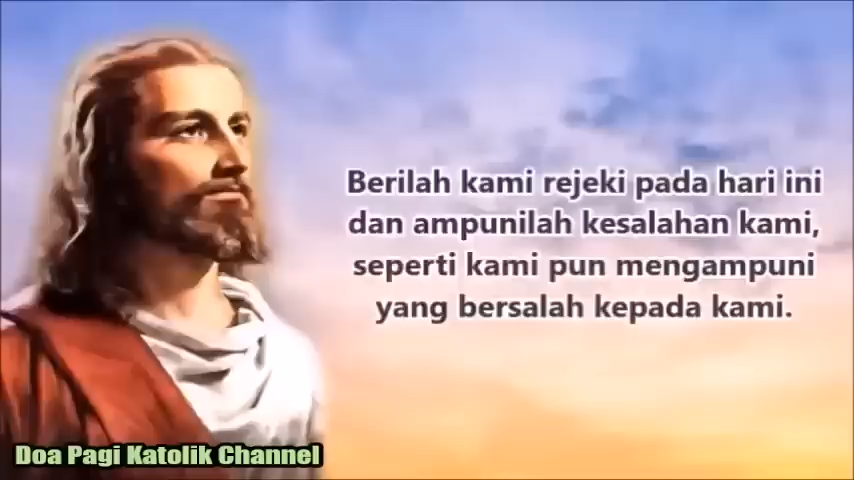 Berilah kami rejeki pada hari ini
dan ampunilah kesalahan kami,
seperti kami pun mengampuni
yang bersalah kepada kami.
Doa Pagi Katolik Channel